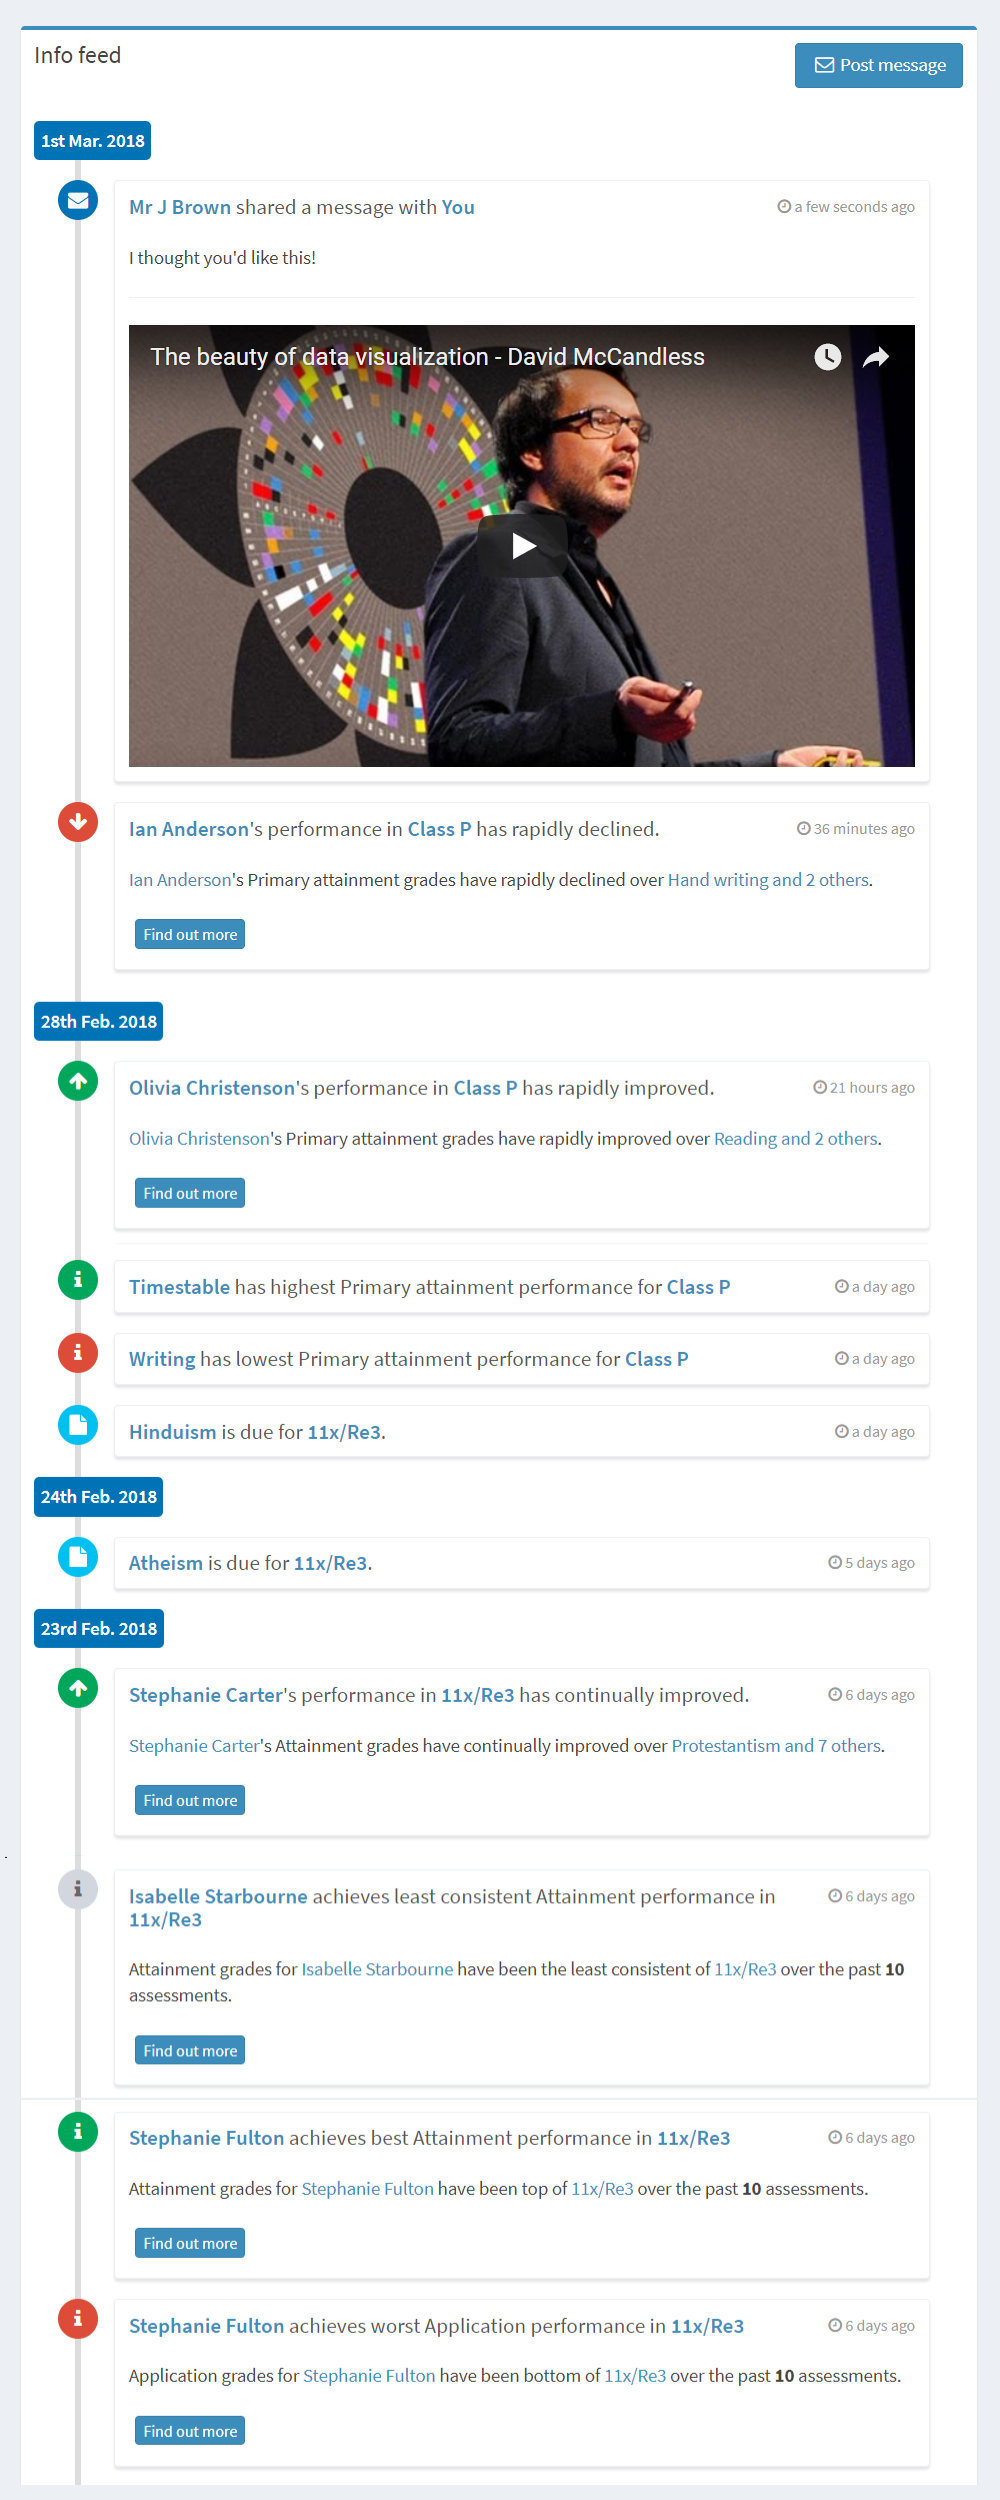 Info feed
Post message
1st Mar. 2018
Mr J Brown shared a message with You
a few seconds ago
I thought you'd like this!
The beauty of data visualization - David McCandless
Ian Anderson's performance in Class P has rapidly declined.
36 minutes ago
Ian Anderson's Primary attainment grades have rapidly declined over Hand writing and 2 others.
Find out more
28th Feb. 2018
Olivia Christenson's performance in Class P has rapidly improved.
21 hours ago
Olivia Christenson's Primary attainment grades have rapidly improved over Reading and 2 others.
Find out more
Timestable has highest Primary attainment performance for Class P
a day ago
Writing has lowest Primary attainment performance for Class P
a day ago
Hinduism is due for 11x/Re3.
a day ago
24th Feb. 2018
Atheism is due for 11x/Re3.
5 days ago
23rd Feb. 2018
Stephanie Carter's performance in 11x/Re3 has continually improved.
6 days ago
Stephanie Carter's Attainment grades have continually improved over Protestantism and 7 others.
Find out more
Isabelle Starbourne achieves least consistent Attainment performance in
11x/Re3
6 days ago
Attainment grades for Isabelle Starbourne have been the least consistent of 11x/Re3 over the past 10
assessments.
Find out more
Stephanie Fulton achieves best Attainment performance in 11x/Re3
6 days ago
Attainment grades for Stephanie Fulton have been top of 11x/Re3 over the past 10 assessments.
Find out more
Stephanie Fulton achieves worst Application performance in 11x/Re3
6 days ago
Application grades for Stephanie Fulton have been bottom of 11x/Re3 over the past 10 assessments.
Find out more